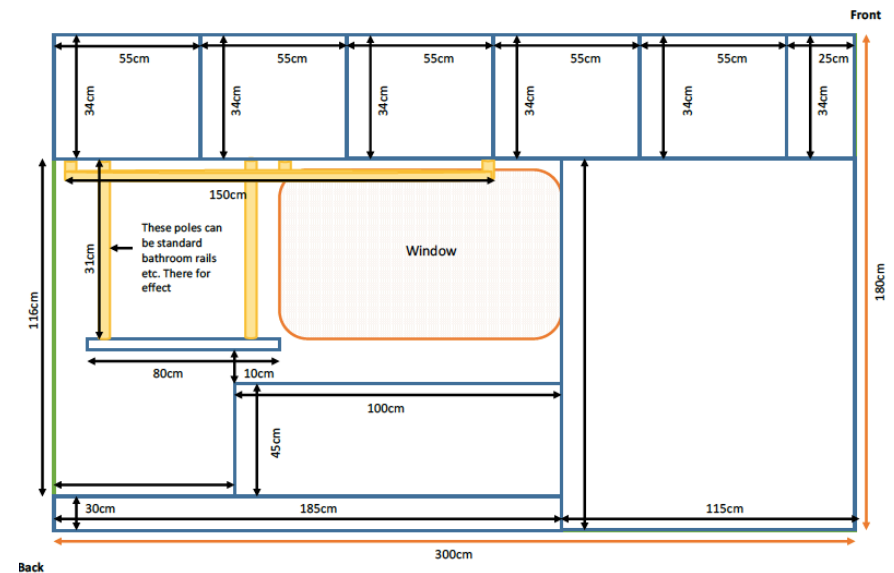 Front
55cm
55cm
55cm
55cm
55cm
25cm
34cm
34cm
34cm
34cm
34cm
34cm
150cm
These poles can
be standard
bathroom rails
etc. There for
effect
Window
31cm
116cm
180cm
80cm
10cm
100cm
45cm
30cm
185cm
115cm
300cm
Back